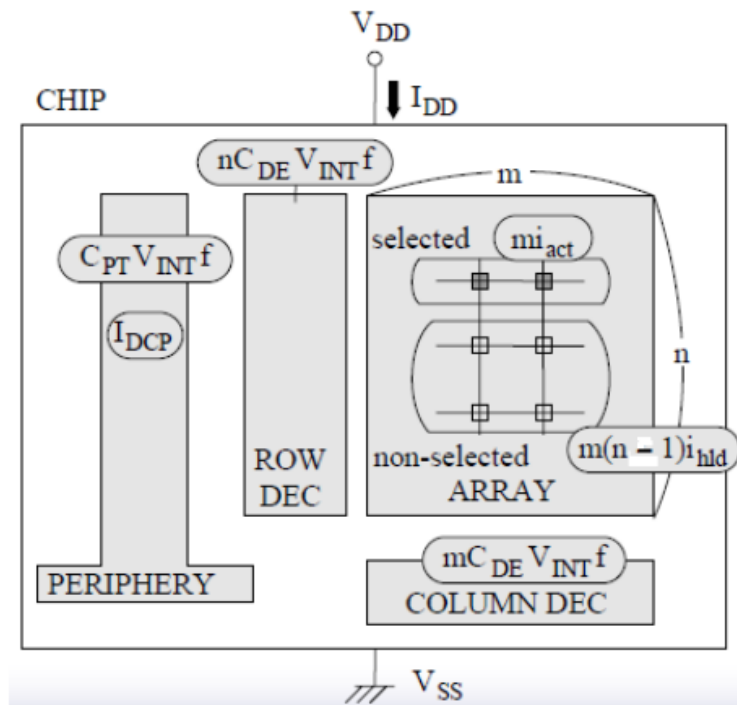 V_DD
I_DD
CHIP
nC_DE V_INT f
m
C_PT V_INT f
selected
mi_act
I_DCP
n
ROW
DEC
non-selected
m(n - 1)i_hld
ARRAY
mC_DE V_INT f
PERIPHERY
COLUMN DEC
V_SS